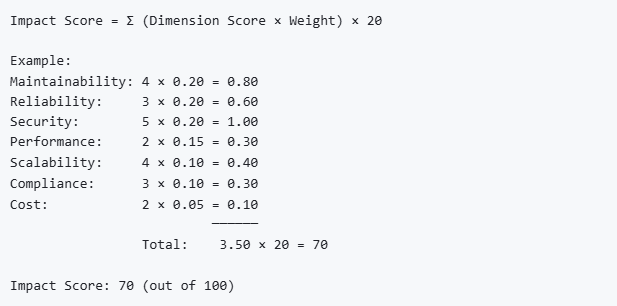 Impact Score = Σ (Dimension Score × Weight) × 20
Example:
Maintainability: 4 × 0.20 = 0.80
Reliability: 3 × 0.20 = 0.60
Security: 5 × 0.20 = 1.00
Performance: 2 × 0.15 = 0.30
Scalability: 4 × 0.10 = 0.40
Compliance: 3 × 0.10 = 0.30
Cost: 2 × 0.05 = 0.10
Total: 3.50 × 20 = 70
Impact Score: 70 (out of 100)